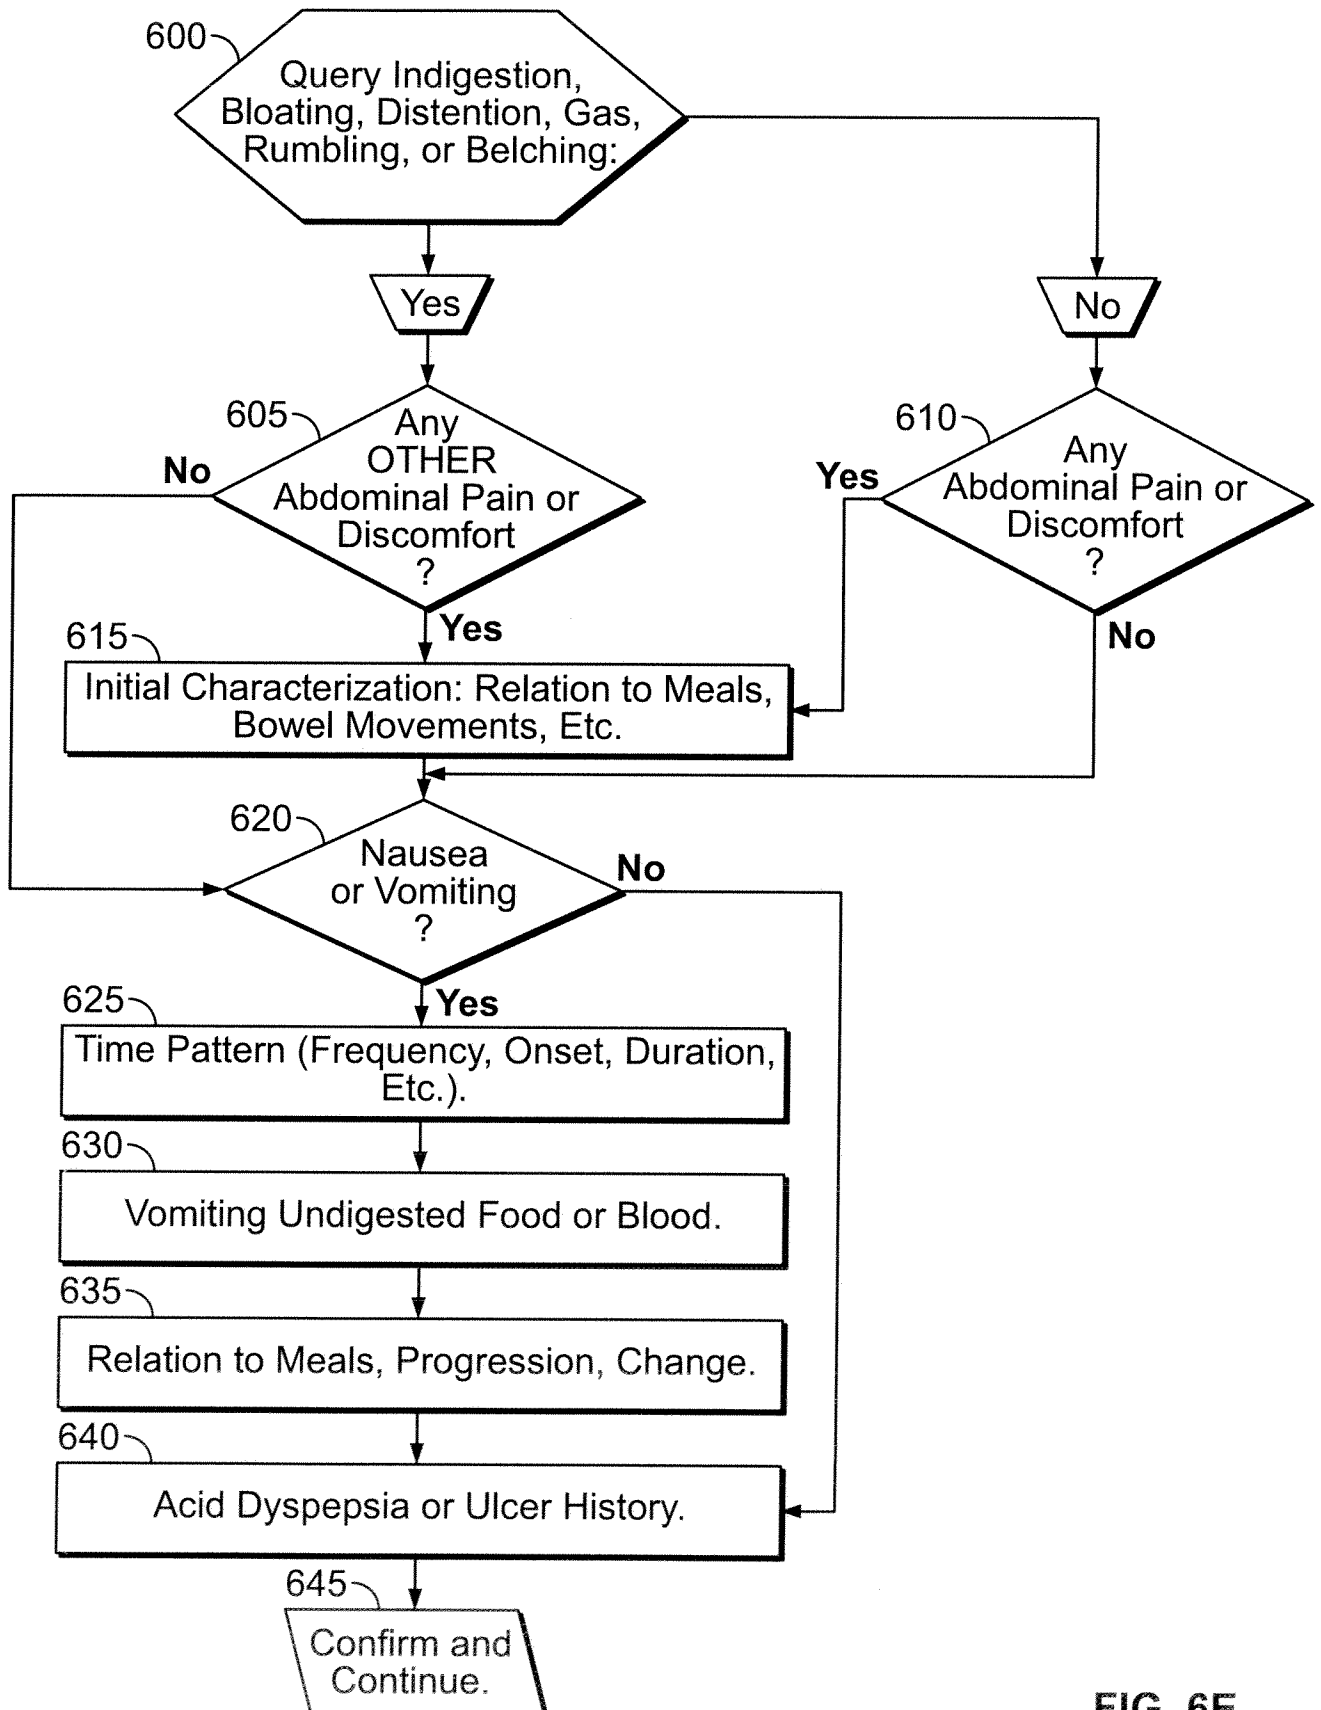 600
Query Indigestion,
Bloating, Distention, Gas,
Rumbling, or Belching:
Yes
No
605
Any
OTHER
Abdominal Pain or
Discomfort
?
No
Yes
610
Any
Abdominal Pain or
Discomfort
?
Yes
No
615
Initial Characterization: Relation to Meals,
Bowel Movements, Etc.
620
Nausea
or Vomiting
?
No
Yes
625
Time Pattern (Frequency, Onset, Duration,
Etc.).
630
Vomiting Undigested Food or Blood.
635
Relation to Meals, Progression, Change.
640
Acid Dyspepsia or Ulcer History.
645
Confirm and
Continue.
FIG.